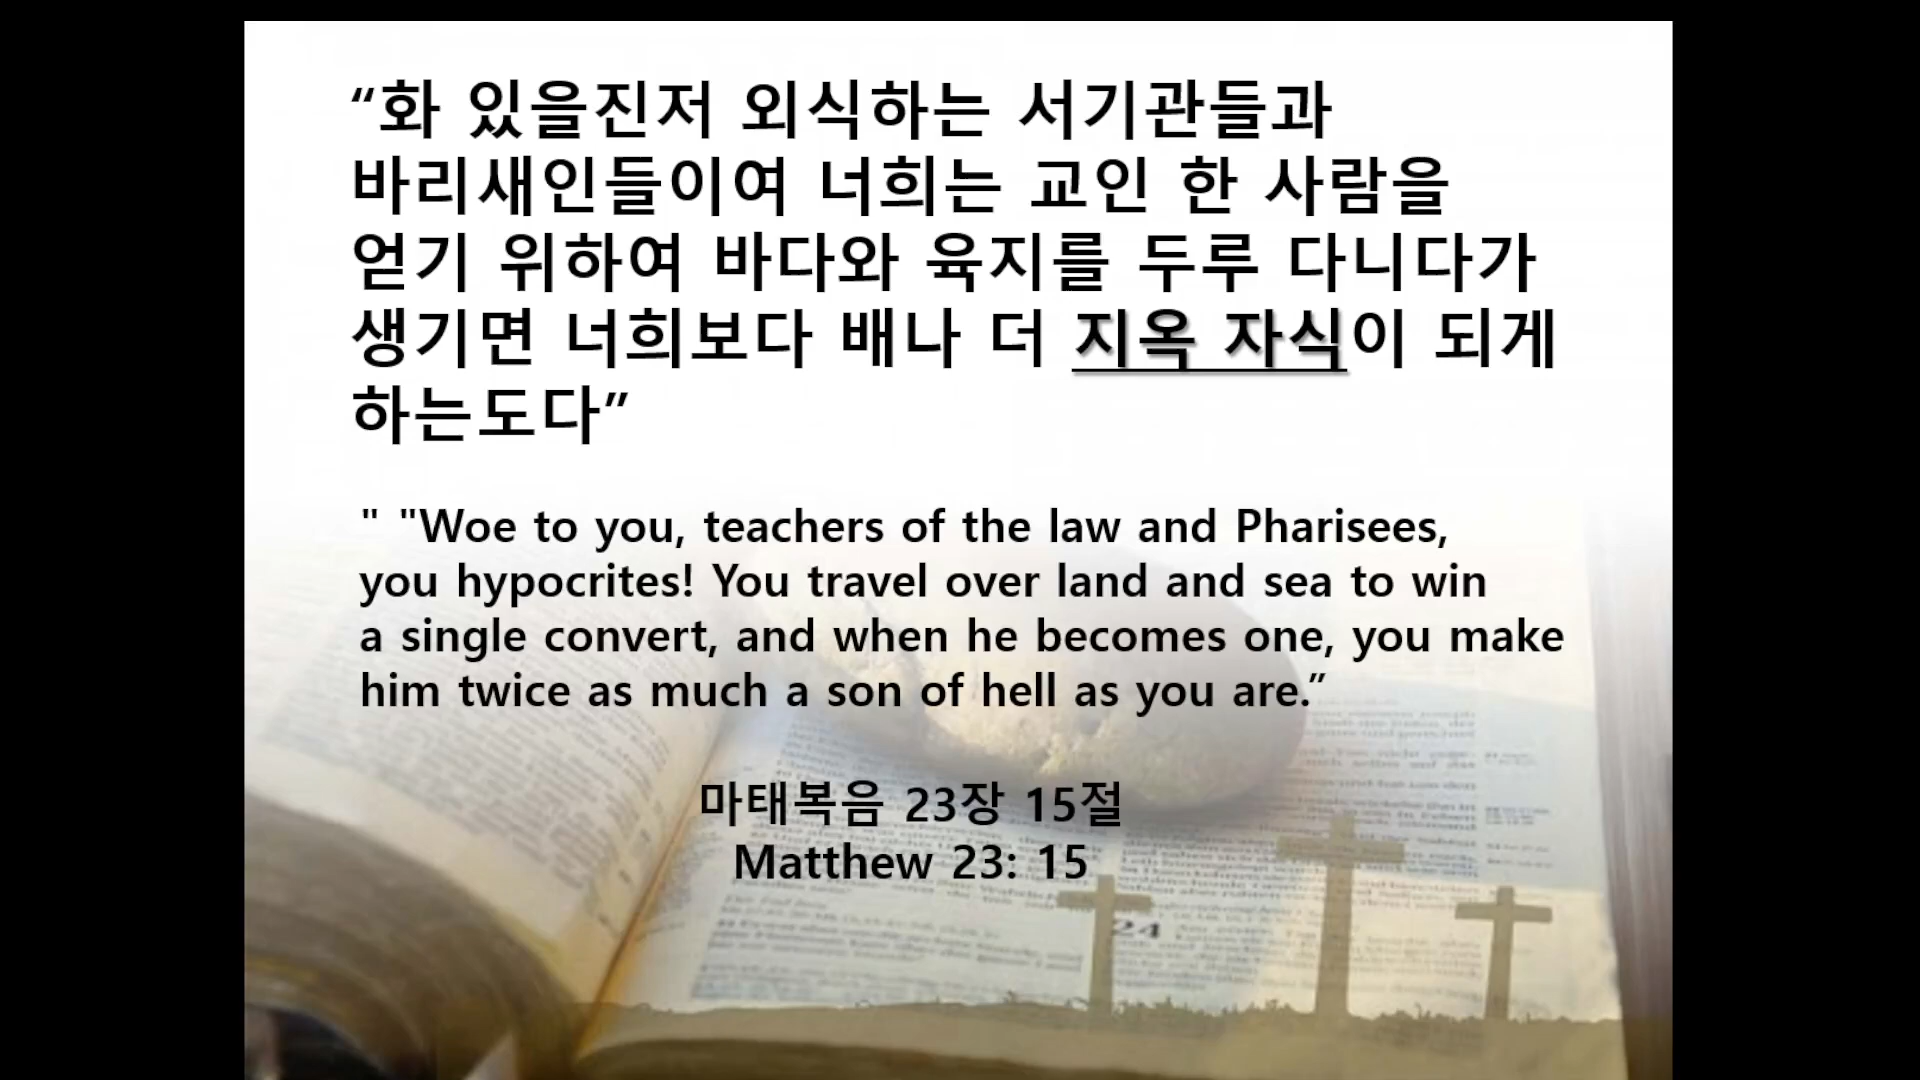 “화 있을진저 외식하는 서기관들과
바리새인들이여 너희는 교인 한 사람을
얻기 위하여 바다와 육지를 두루 다니다가
생기면 너희보다 배나 더 지옥 자식이 되게
하는도다”
" "Woe to you, teachers of the law and Pharisees,
you hypocrites! You travel over land and sea to win
a single convert, and when he becomes one, you make
him twice as much a son of hell as you are.”
마태복음 23장 15절
Matthew 23: 15
24